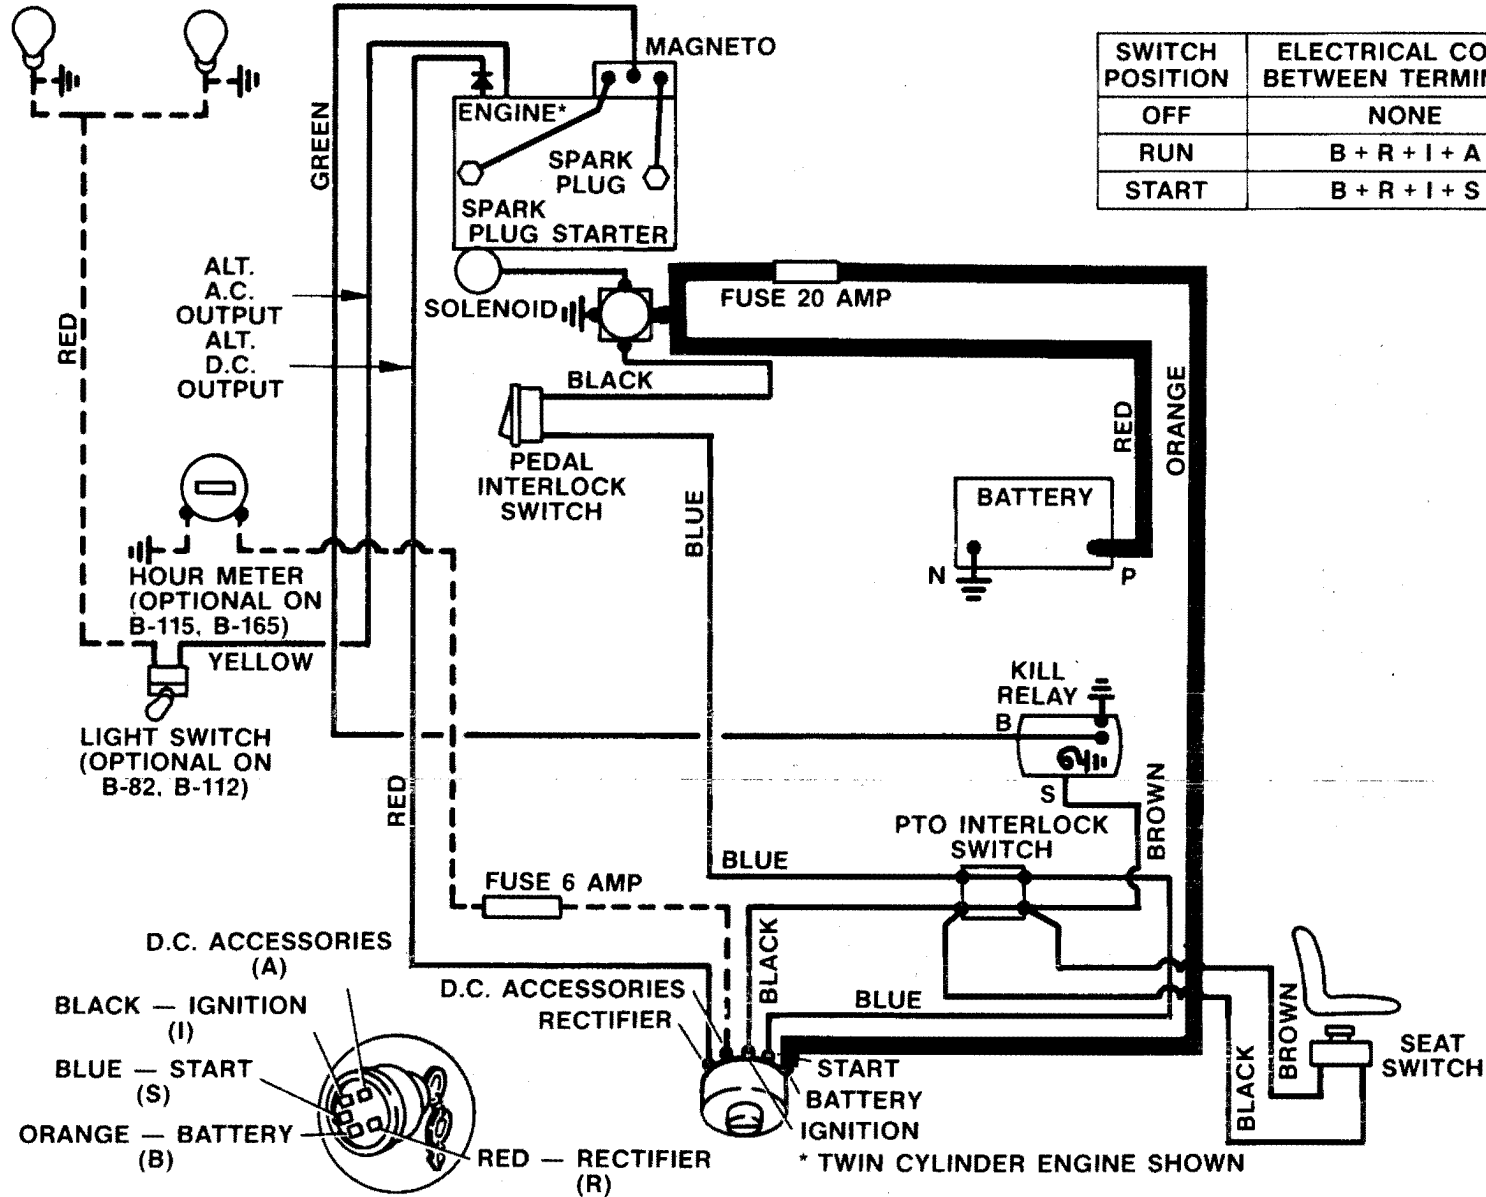 MAGNETO
SWITCH POSITION
ELECTRICAL CO
BETWEEN TERMIN
OFF
NONE
RUN
B + R + I + A
START
B + R + I + S
GREEN
ENGINE*
SPARK
PLUG
SPARK
PLUG STARTER
ALT.
A.C.
OUTPUT
ALT.
D.C.
OUTPUT
RED
SOLENOID
FUSE 20 AMP
BLACK
PEDAL
INTERLOCK
SWITCH
BLUE
RED
ORANGE
BATTERY
N
P
HOUR METER
(OPTIONAL ON
B-115, B-165)
YELLOW
LIGHT SWITCH
(OPTIONAL ON
B-82, B-112)
KILL
RELAY
B
S
RED
BROWN
PTO INTERLOCK
SWITCH
BLUE
FUSE 6 AMP
BLACK
D.C. ACCESSORIES
(A)
BLACK — IGNITION
(I)
BLUE — START
(S)
ORANGE — BATTERY
(B)
RED — RECTIFIER
(R)
D.C. ACCESSORIES
RECTIFIER
BLUE
START
BATTERY
IGNITION
BLACK
BROWN
SEAT
SWITCH
* TWIN CYLINDER ENGINE SHOWN